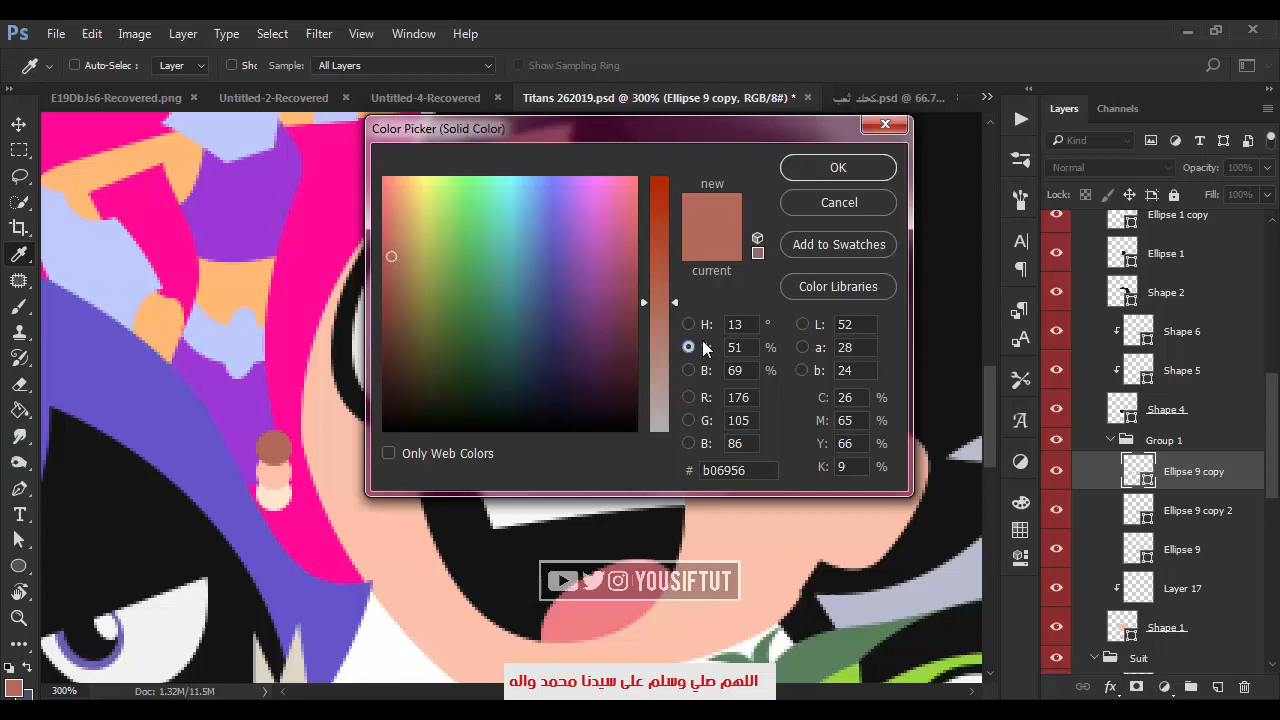 Ps File Edit Image Layer Type Select Filter View Window Help
Auto-Selec: Layer Sho Sample: All Layers Show Sampling Ring
E19DbJs6-Recovered.png Untitled-2-Recovered Untitled-4-Recovered Titans 262019.psd @ 300% (Ellipse 9 copy, RGB/8#) * كحك ثعب.psd @ 66.7...
Color Picker (Solid Color)
new
current
OK
Cancel
Add to Swatches
Color Libraries
H: 13 °
51 %
B: 69 %
R: 176
G: 105
B: 86
# b06956
L: 52
a: 28
b: 24
C: 26 %
M: 65 %
Y: 66 %
K: 9 %
Only Web Colors
Layers Channels
Kind
Normal Opacity: 100%
Lock: Fill: 100%
Ellipse 1 copy
Ellipse 1
Shape 2
Shape 6
Shape 5
Shape 4
Group 1
Ellipse 9 copy
Ellipse 9 copy 2
Ellipse 9
Layer 17
Shape 1
Suit
YOUSIFTUT
اللهم صلي وسلم على سيدنا محمد واله
300% Doc: 1.32M/11.5M